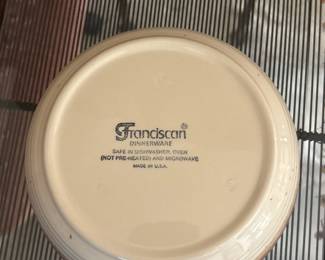 Franciscan ®
DINNERWARE
SAFE IN DISHWASHER, OVEN
(NOT PRE-HEATED) AND MICROWAVE
MADE IN U.S.A.